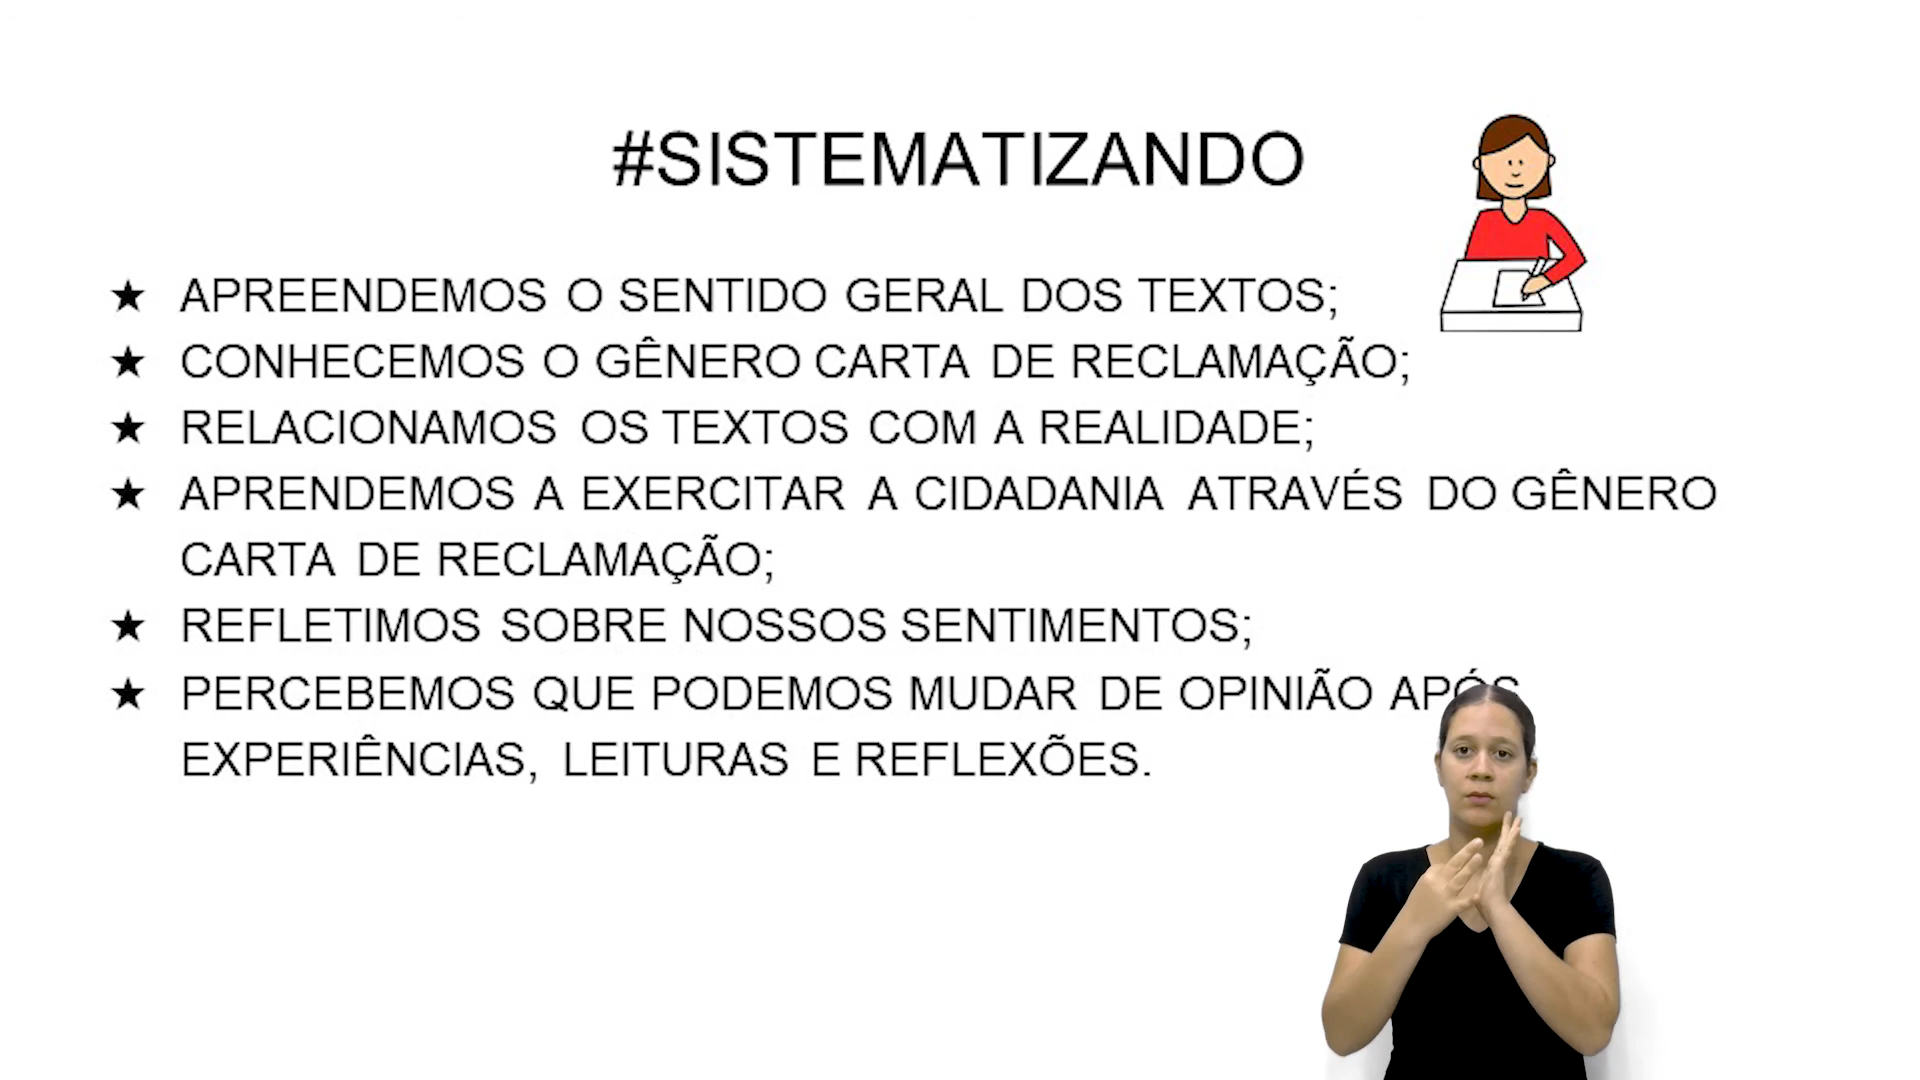 #SISTEMATIZANDO
★ APREENDEMOS O SENTIDO GERAL DOS TEXTOS;
★ CONHECEMOS O GÊNERO CARTA DE RECLAMAÇÃO;
★ RELACIONAMOS OS TEXTOS COM A REALIDADE;
★ APRENDEMOS A EXERCITAR A CIDADANIA ATRAVÉS DO GÊNERO
CARTA DE RECLAMAÇÃO;
★ REFLETIMOS SOBRE NOSSOS SENTIMENTOS;
★ PERCEBEMOS QUE PODEMOS MUDAR DE OPINIÃO APÓS
EXPERIÊNCIAS, LEITURAS E REFLEXÕES.